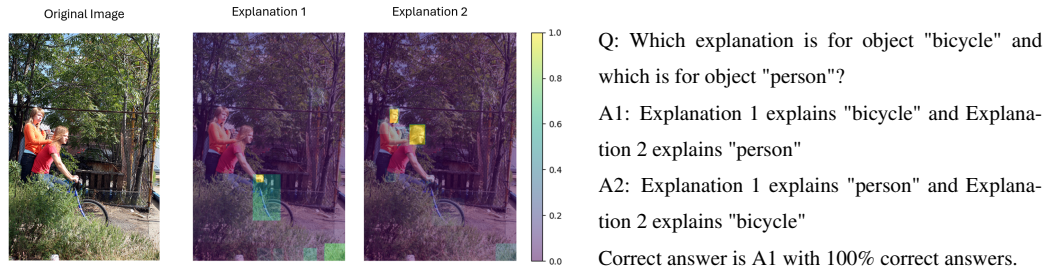 Original Image
Explanation 1
Explanation 2
1.0
0.8
0.6
0.4
0.2
0.0
Q: Which explanation is for object "bicycle" and
which is for object "person"?
A1: Explanation 1 explains "bicycle" and Explana-
tion 2 explains "person"
A2: Explanation 1 explains "person" and Explana-
tion 2 explains "bicycle"
Correct answer is A1 with 100% correct answers.